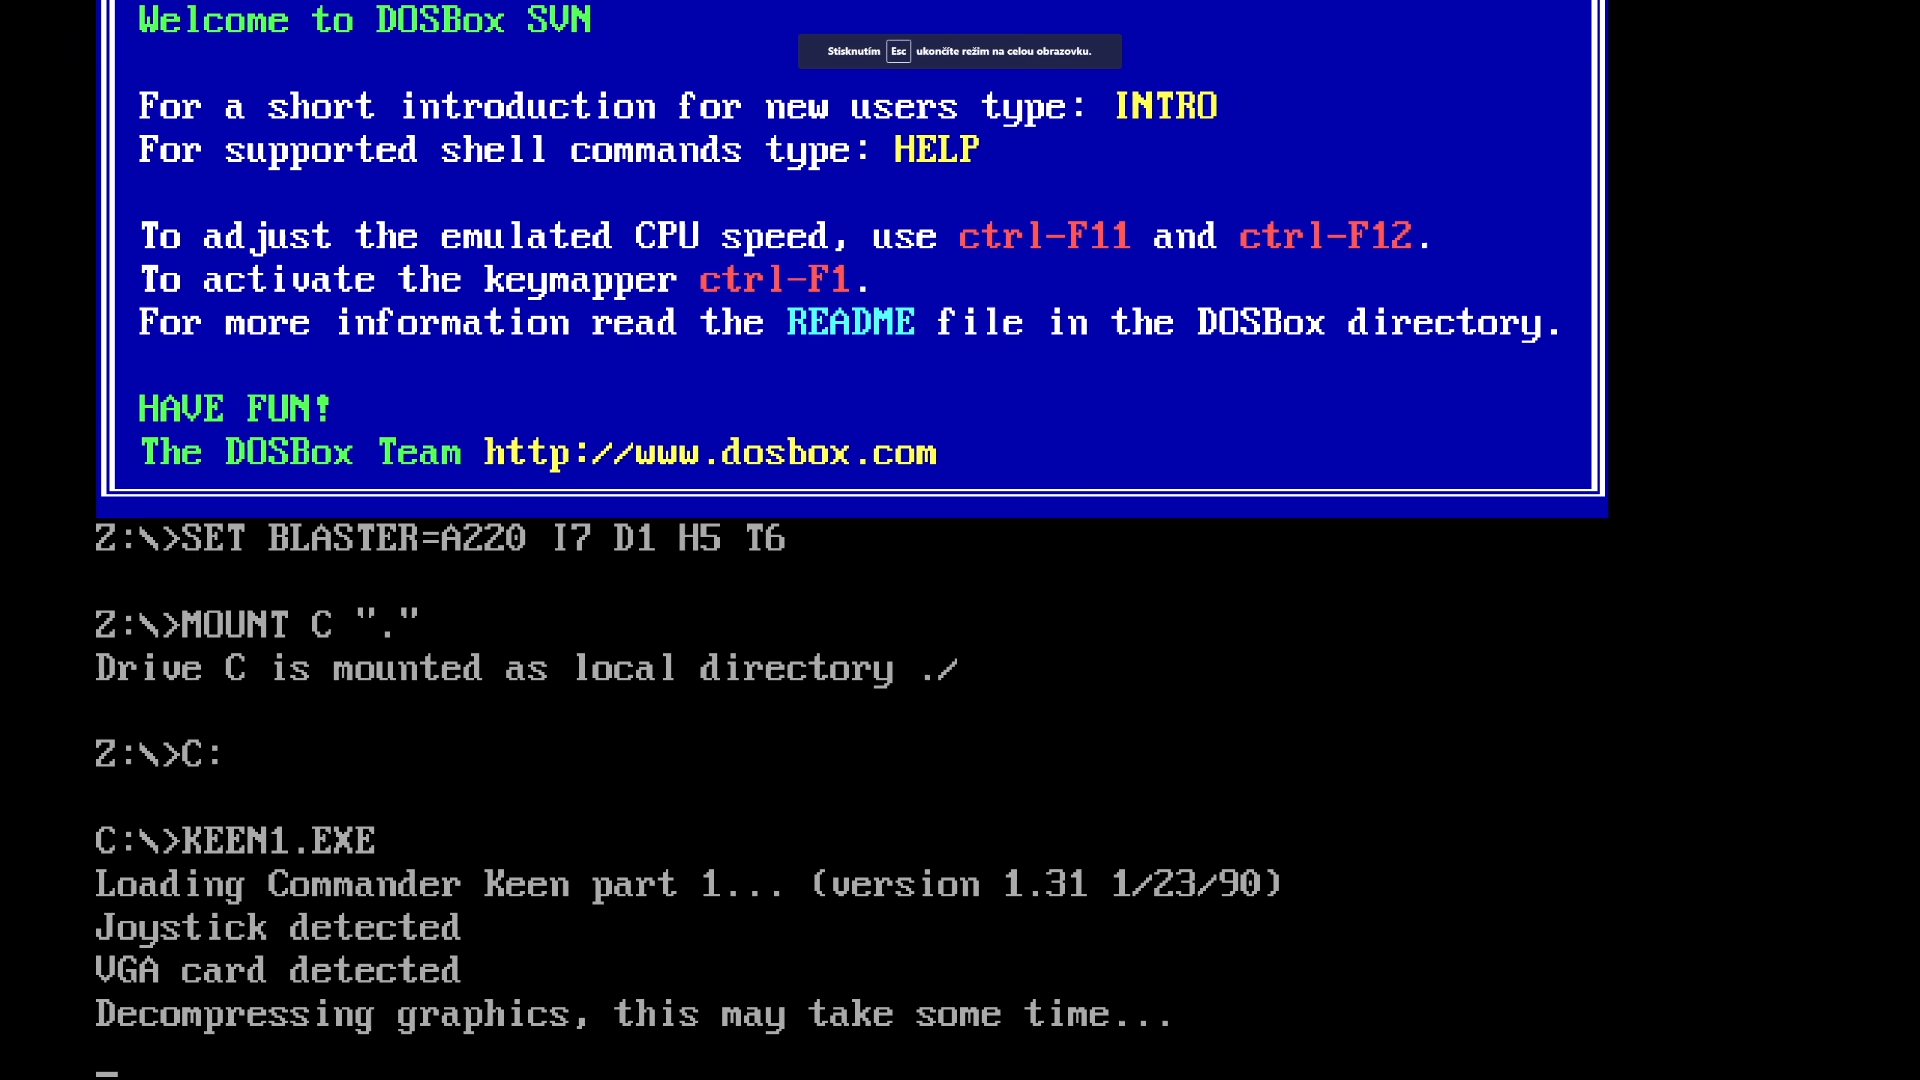 Welcome to DOSBox SVN
Stisknutím Esc ukončíte režim na celou obrazovku.
For a short introduction for new users type: INTRO
For supported shell commands type: HELP
To adjust the emulated CPU speed, use ctrl-F11 and ctrl-F12.
To activate the keymapper ctrl-F1.
For more information read the README file in the DOSBox directory.
HAVE FUN!
The DOSBox Team http://www.dosbox.com
Z:\>SET BLASTER=A220 I7 D1 H5 T6
Z:\>MOUNT C "."
Drive C is mounted as local directory ./
Z:\>C:
C:\>KEEN1.EXE
Loading Commander Keen part 1... (version 1.31 1/23/90)
Joystick detected
VGA card detected
Decompressing graphics, this may take some time...
_